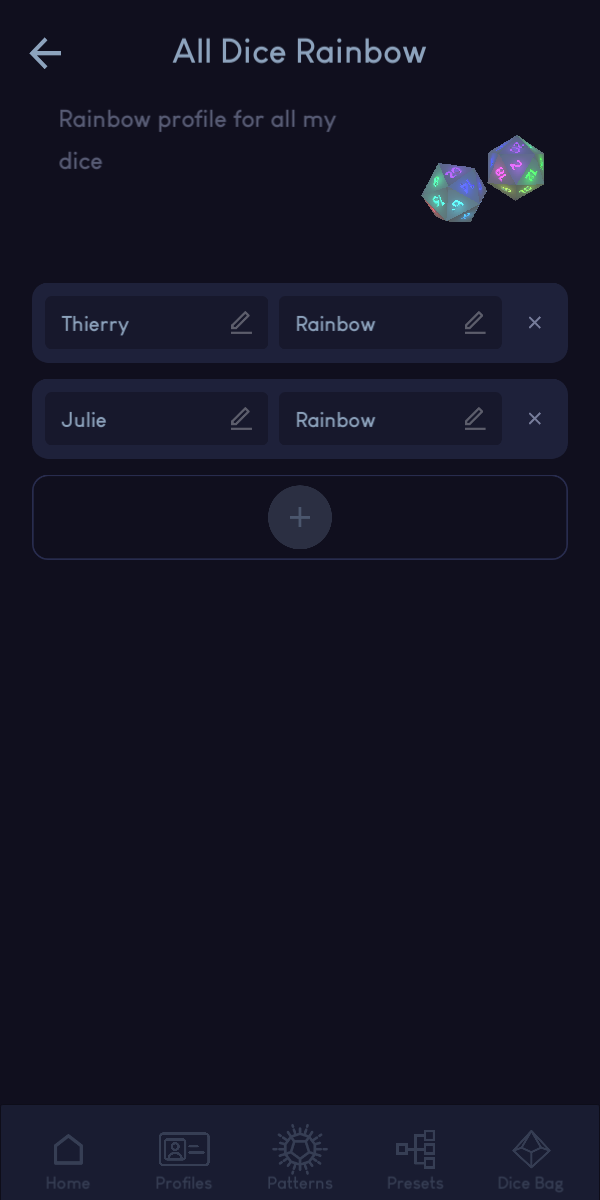 All Dice Rainbow
Rainbow profile for all my
dice
Thierry
Rainbow
Julie
Rainbow
Home
Profiles
Patterns
Presets
Dice Bag